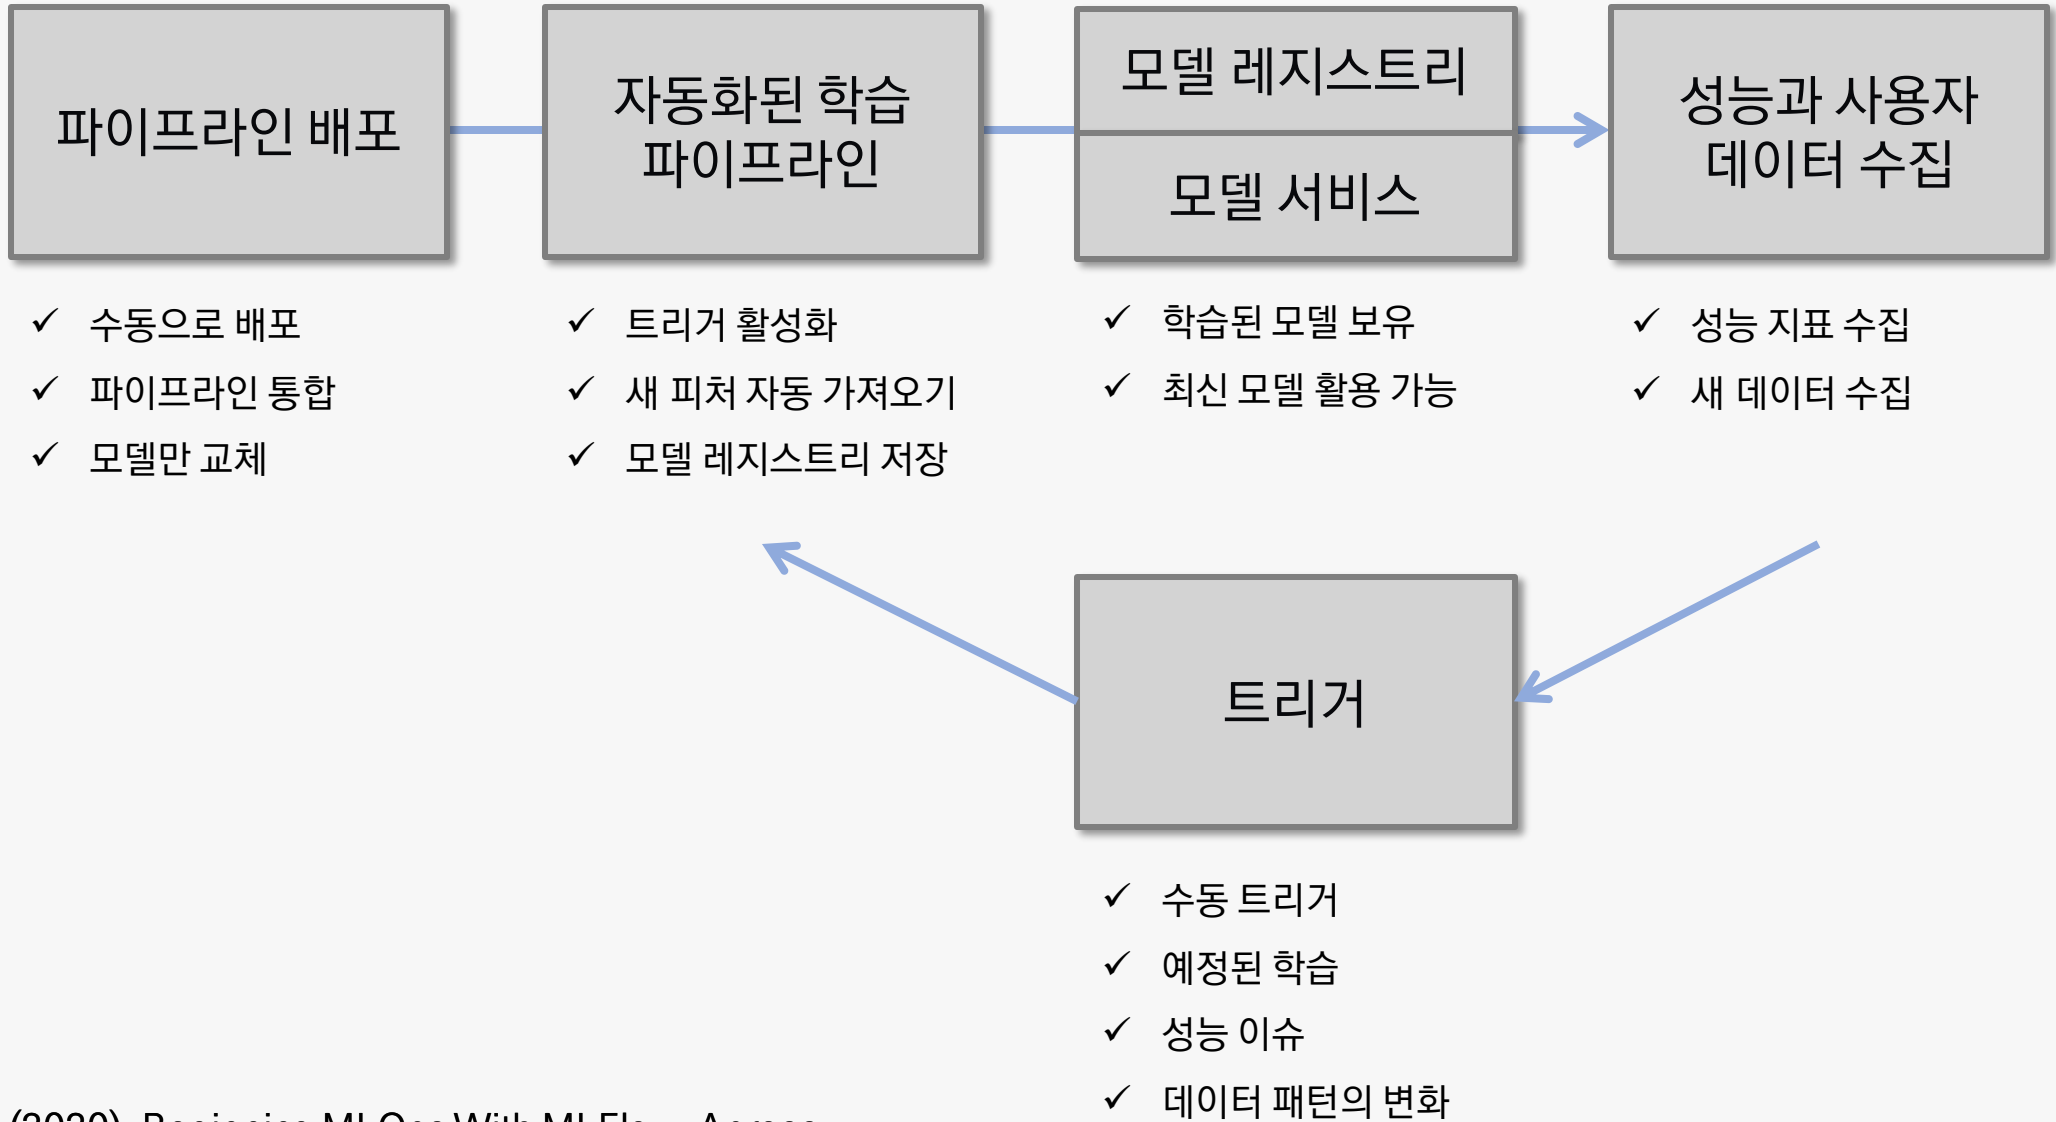 파이프라인 배포
✓ 수동으로 배포
✓ 파이프라인 통합
✓ 모델만 교체
자동화된 학습
파이프라인
✓ 트리거 활성화
✓ 새 피처 자동 가져오기
✓ 모델 레지스트리 저장
모델 레지스트리
모델 서비스
✓ 학습된 모델 보유
✓ 최신 모델 활용 가능
성능과 사용자
데이터 수집
✓ 성능 지표 수집
✓ 새 데이터 수집
트리거
✓ 수동 트리거
✓ 예정된 학습
✓ 성능 이슈
✓ 데이터 패턴의 변화